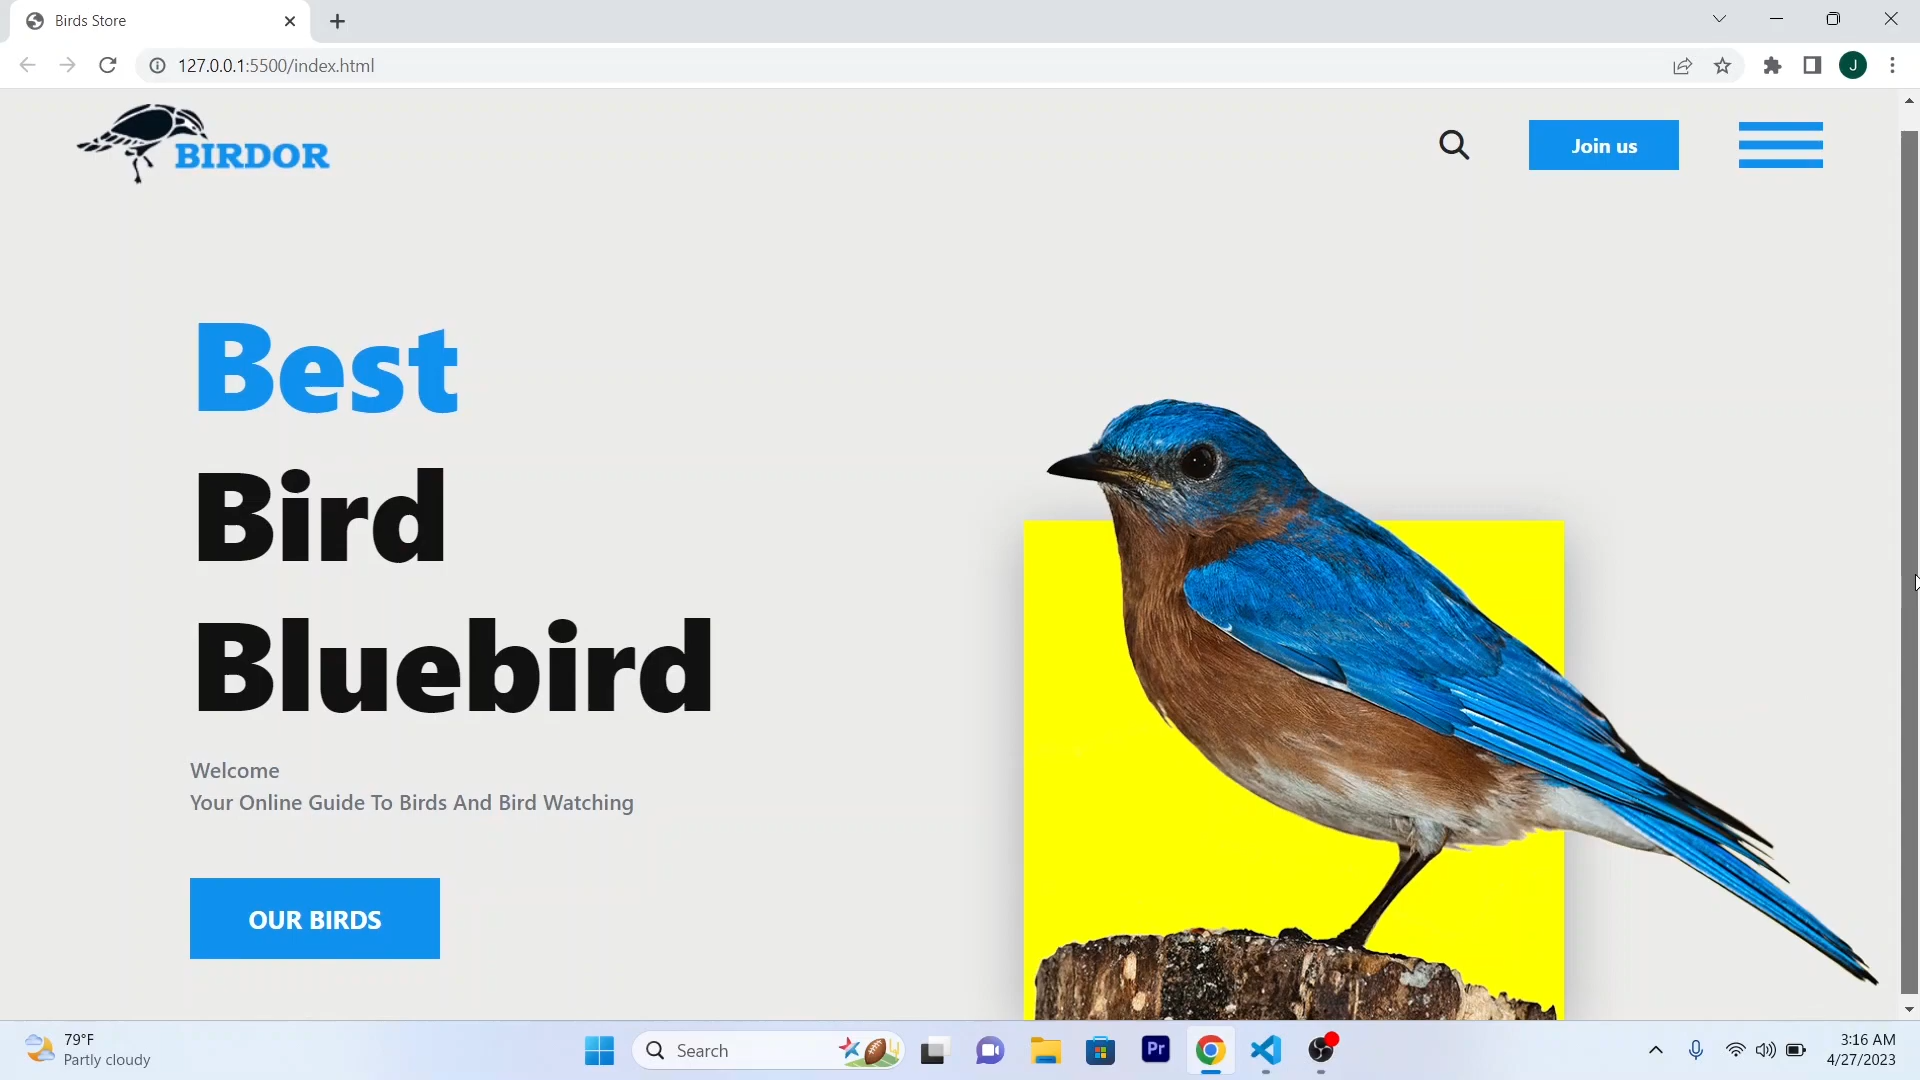 Birds Store
127.0.0.1:5500/index.html
J
BIRDOR
Join us
Best
Bird
Bluebird
Welcome
Your Online Guide To Birds And Bird Watching
OUR BIRDS
79°F
Partly cloudy
Search
Pr
3:16 AM
4/27/2023